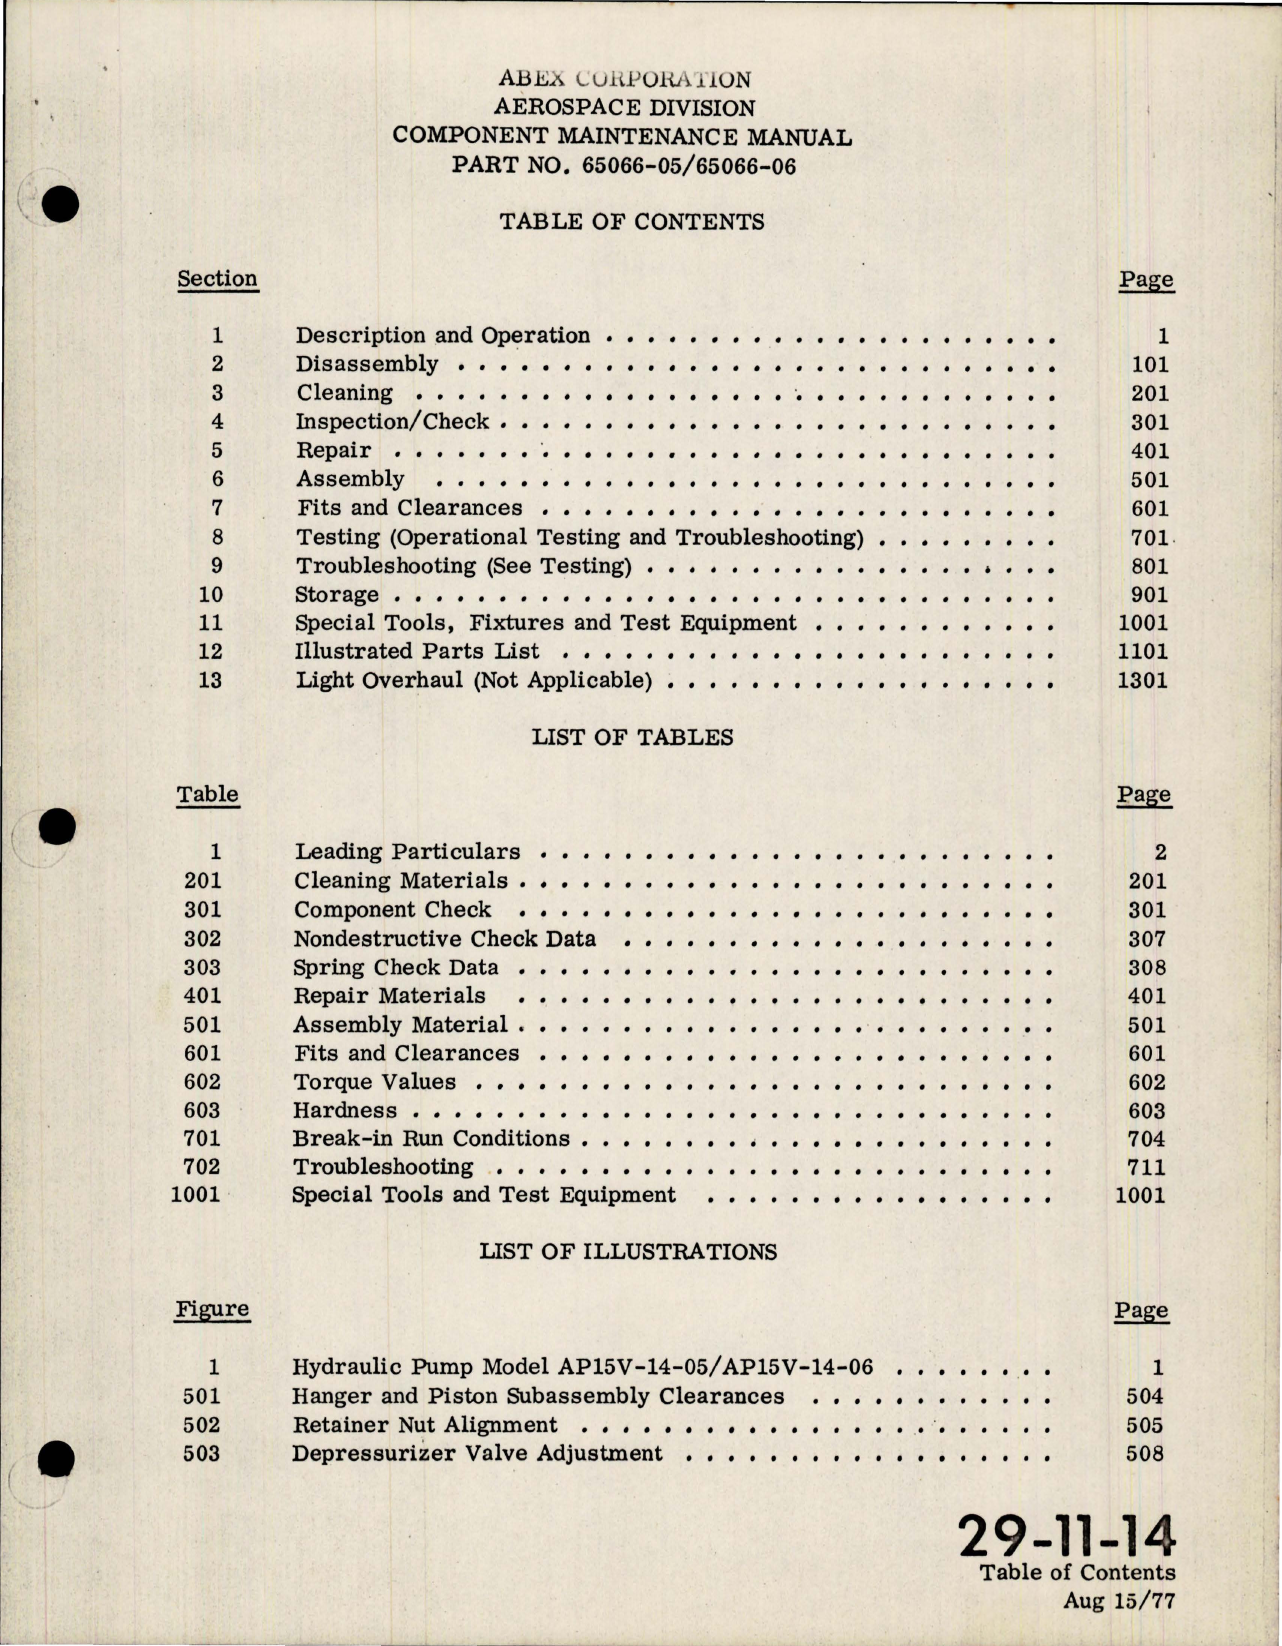 ABEX CORPORATION
AEROSPACE DIVISION
COMPONENT MAINTENANCE MANUAL
PART NO. 65066-05/65066-06
TABLE OF CONTENTS
Section Page
1 Description and Operation . . . . . . . . . . . . . . . . . . . . . . 1
2 Disassembly . . . . . . . . . . . . . . . . . . . . . . . . . . . . . 101
3 Cleaning . . . . . . . . . . . . . . . . . . . . . . . . . . . . . . . 201
4 Inspection/Check . . . . . . . . . . . . . . . . . . . . . . . . . . . 301
5 Repair . . . . . . . . . . . . . . . . . . . . . . . . . . . . . . . . 401
6 Assembly . . . . . . . . . . . . . . . . . . . . . . . . . . . . . . 501
7 Fits and Clearances . . . . . . . . . . . . . . . . . . . . . . . . . 601
8 Testing (Operational Testing and Troubleshooting) . . . . . . . . . 701
9 Troubleshooting (See Testing) . . . . . . . . . . . . . . . . . . . . 801
10 Storage . . . . . . . . . . . . . . . . . . . . . . . . . . . . . . . . 901
11 Special Tools, Fixtures and Test Equipment . . . . . . . . . . . . 1001
12 Illustrated Parts List . . . . . . . . . . . . . . . . . . . . . . . . 1101
13 Light Overhaul (Not Applicable) . . . . . . . . . . . . . . . . . . . 1301
LIST OF TABLES
Table Page
1 Leading Particulars . . . . . . . . . . . . . . . . . . . . . . . . . 2
201 Cleaning Materials . . . . . . . . . . . . . . . . . . . . . . . . . . 201
301 Component Check . . . . . . . . . . . . . . . . . . . . . . . . . . 301
302 Nondestructive Check Data . . . . . . . . . . . . . . . . . . . . . 307
303 Spring Check Data . . . . . . . . . . . . . . . . . . . . . . . . . . 308
401 Repair Materials . . . . . . . . . . . . . . . . . . . . . . . . . . 401
501 Assembly Material . . . . . . . . . . . . . . . . . . . . . . . . . . 501
601 Fits and Clearances . . . . . . . . . . . . . . . . . . . . . . . . . 601
602 Torque Values . . . . . . . . . . . . . . . . . . . . . . . . . . . . 602
603 Hardness . . . . . . . . . . . . . . . . . . . . . . . . . . . . . . . 603
701 Break-in Run Conditions . . . . . . . . . . . . . . . . . . . . . . . 704
702 Troubleshooting . . . . . . . . . . . . . . . . . . . . . . . . . . . 711
1001 Special Tools and Test Equipment . . . . . . . . . . . . . . . . . 1001
LIST OF ILLUSTRATIONS
Figure Page
1 Hydraulic Pump Model AP15V-14-05/AP15V-14-06 . . . . . . . . 1
501 Hanger and Piston Subassembly Clearances . . . . . . . . . . . . 504
502 Retainer Nut Alignment . . . . . . . . . . . . . . . . . . . . . . . 505
503 Depressurizer Valve Adjustment . . . . . . . . . . . . . . . . . . 508
29-11-14
Table of Contents
Aug 15/77